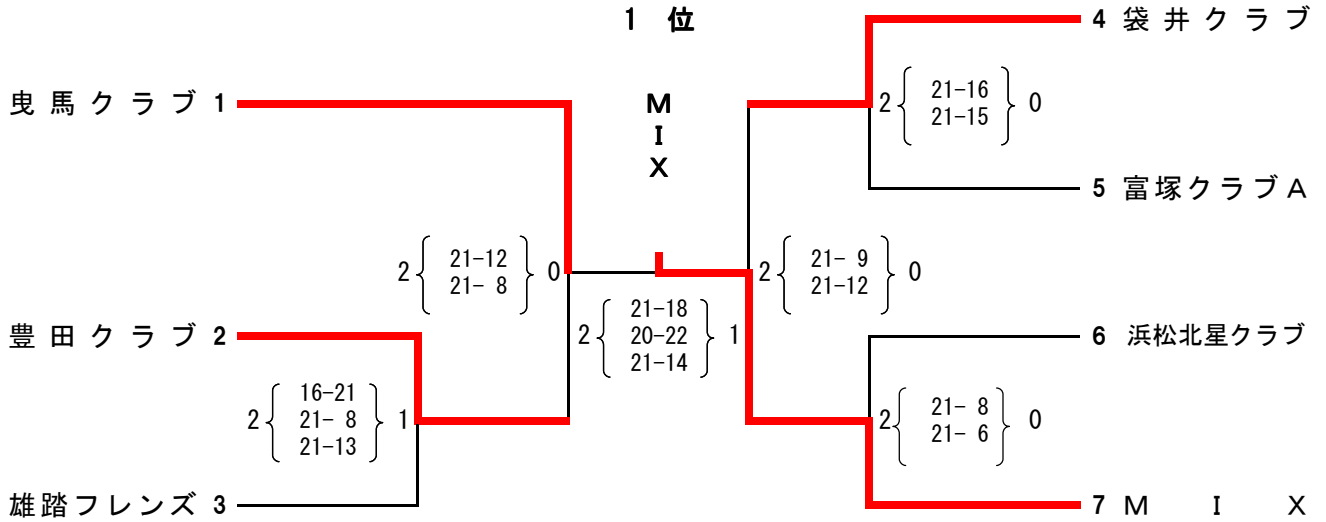 1 位
M
I
X
曳馬クラブ 1
2 21-12 0
21- 8
豊田クラブ 2
2 16-21 1
21- 8
21-13
雄踏フレンズ 3
2 21-18 1
20-22
21-14
4 袋井クラブ
2 21-16 0
21-15
5 富塚クラブA
2 21- 9 0
21-12
6 浜松北星クラブ
2 21- 8 0
21- 6
7 M I X